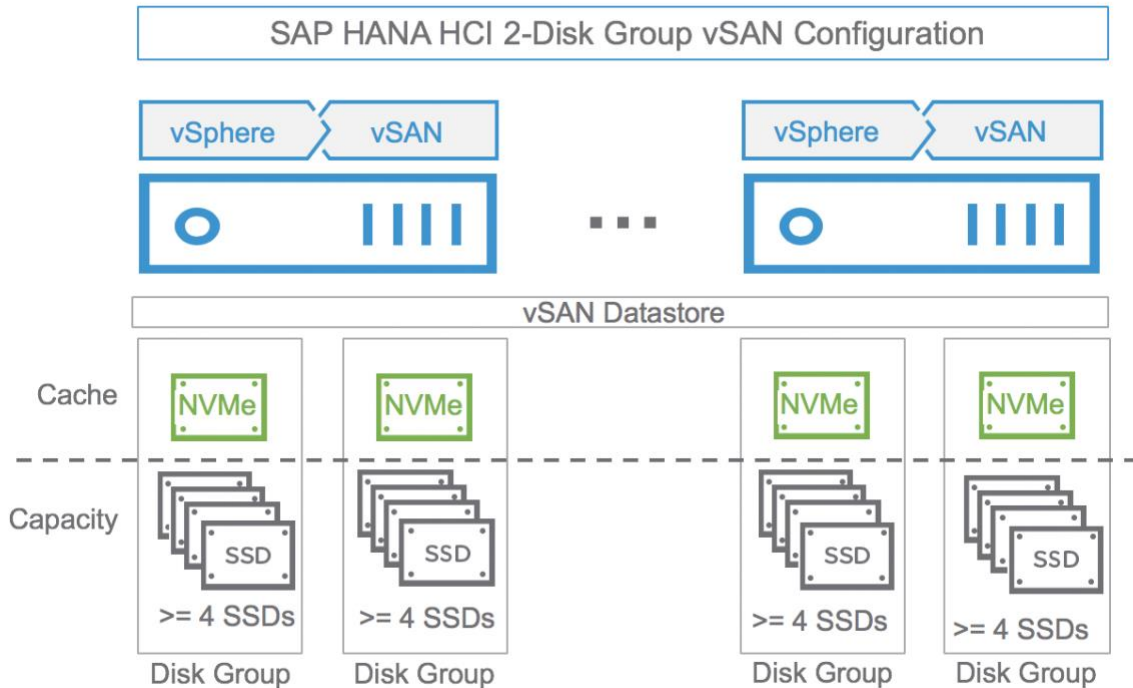 SAP HANA HCI 2-Disk Group vSAN Configuration
vSphere vSAN vSphere vSAN
vSAN Datastore
Cache NVMe NVMe NVMe NVMe
Capacity SSD SSD SSD SSD
>= 4 SSDs >= 4 SSDs >= 4 SSDs >= 4 SSDs
Disk Group Disk Group Disk Group Disk Group